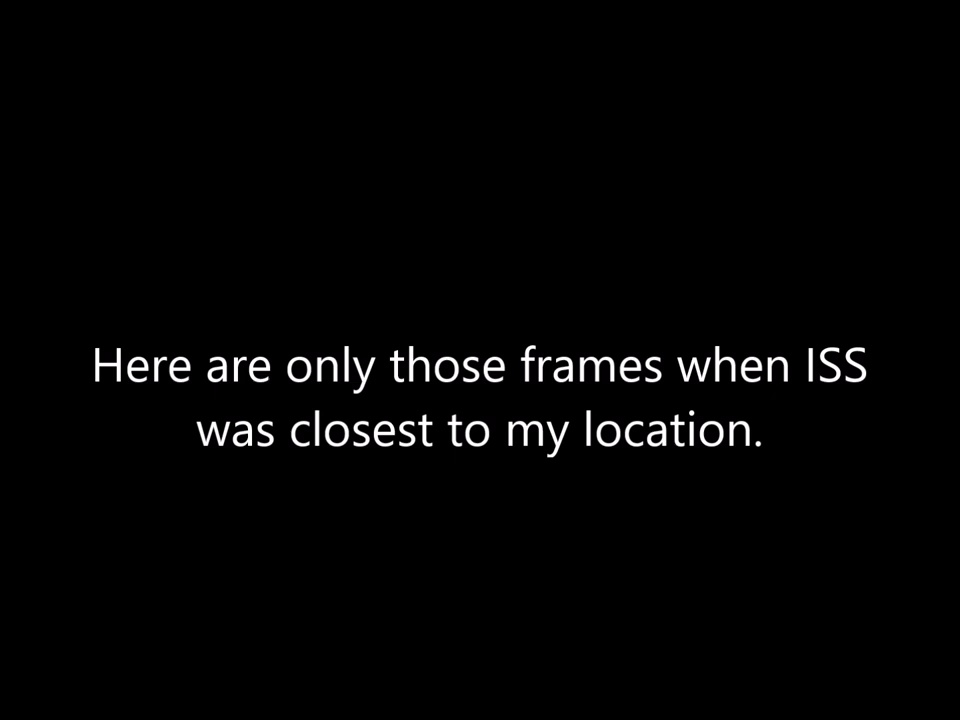 Here are only those frames when ISS
was closest to my location.